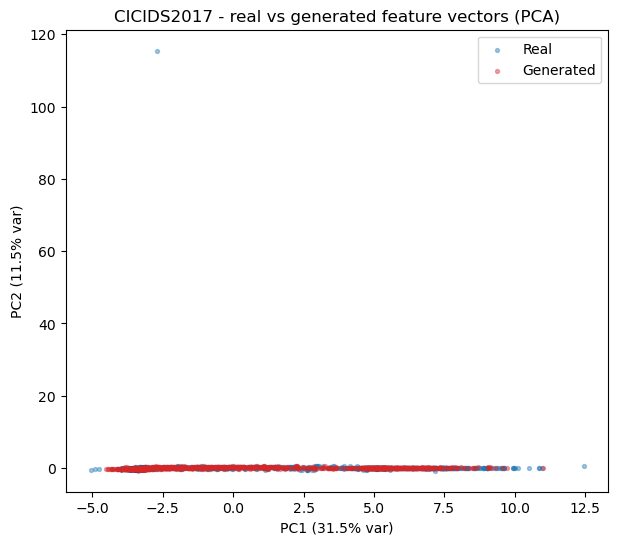 CICIDS2017 - real vs generated feature vectors (PCA)
120
100
80
60
40
20
0
PC2 (11.5% var)
Real
Generated
-5.0 -2.5 0.0 2.5 5.0 7.5 10.0 12.5
PC1 (31.5% var)